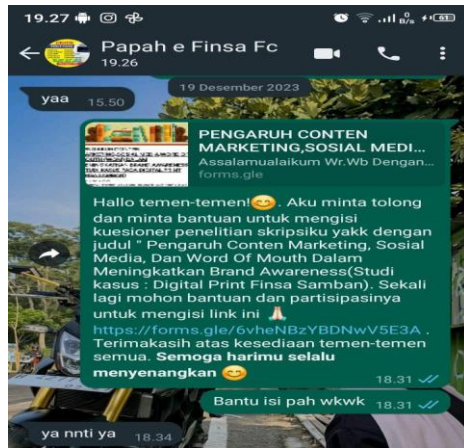 19.27
61
Papah e Finsa Fc
19.26
19 Desember 2023
yaa 15.50
PENGARUH CONTEN
MARKETING,SOSIAL MEDI...
Assalamualaikum Wr.Wb Dengan...
forms.gle
Hallo temen-temen!😊. Aku minta tolong
dan minta bantuan untuk mengisi
kuesioner penelitian skripsiku yakk dengan
judul " Pengaruh Conten Marketing, Sosial
Media, Dan Word Of Mouth Dalam
Meningkatkan Brand Awareness(Studi
kasus : Digital Print Finsa Samban). Sekali
lagi mohon bantuan dan partisipasinya
untuk mengisi link ini 🙏
https://forms.gle/6vheNBzYBDNwV5E3A .
Terimakasih atas kesediaan temen-temen
semua. Semoga harimu selalu
menyenangkan 😊
18.31
Bantu isi pah wkwk 18.31
ya nnti ya 18.34